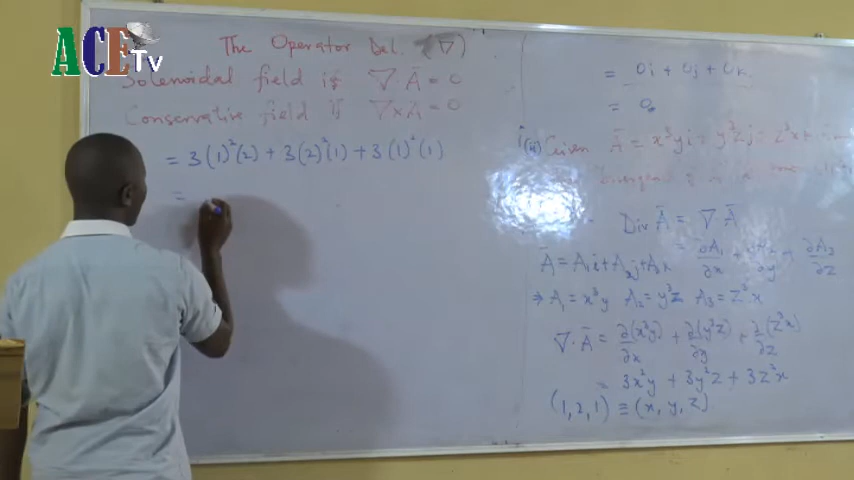 ACE TV
The Operator Del. (∇)
Solenoidal field if ∇.Ā = 0
Conservative field if ∇×Ā = 0
= 3(1)²(2) + 3(2)²(1) + 3(1)²(1)
=
= 0i + 0j + 0k
= 0
(ii) Given Ā = x³yi + y³zj + z³xk
Div Ā = ∇.Ā
Ā = A₁i+A₂j+A₃k
= ∂A₁/∂x + ∂A₂/∂y + ∂A₃/∂z
⇒ A₁ = x³y A₂ = y³z A₃ = z³x
∇.Ā = ∂(x³y)/∂x + ∂(y³z)/∂y + ∂(z³x)/∂z
= 3x²y + 3y²z + 3z²x
(1,2,1) ≡ (x, y, z)